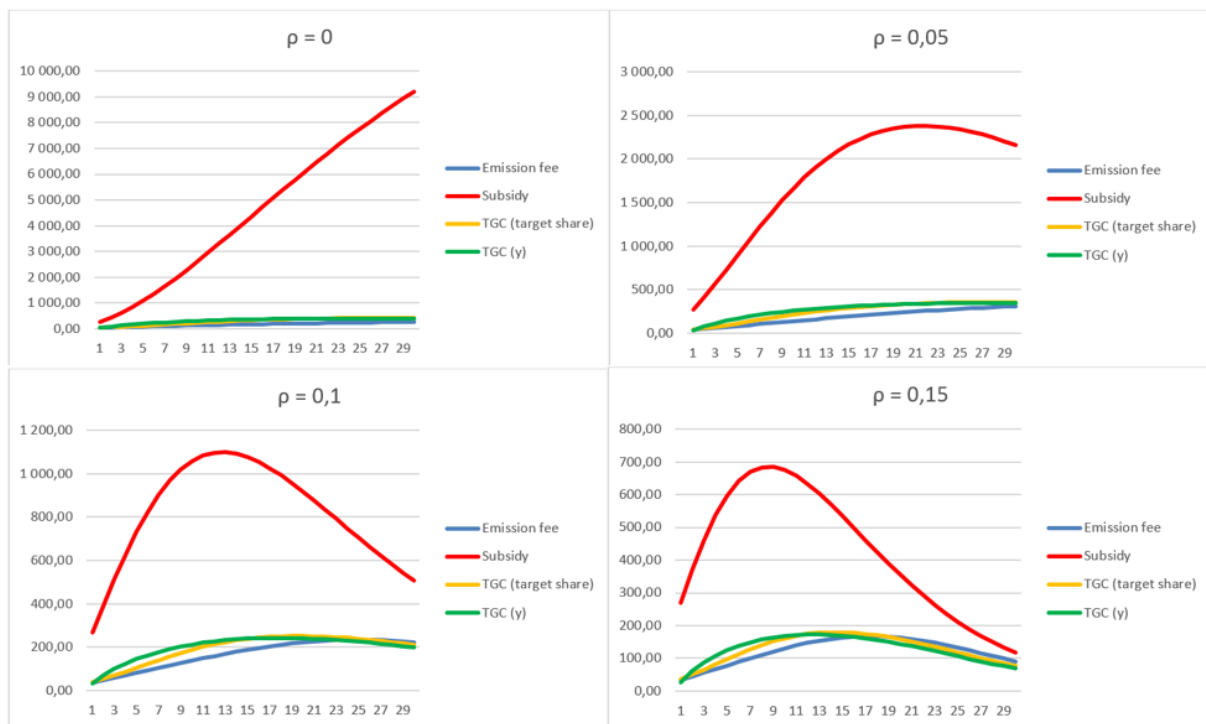 ρ = 0
10 000,00
9 000,00
8 000,00
7 000,00
6 000,00
5 000,00
4 000,00
3 000,00
2 000,00
1 000,00
0,00
1 3 5 7 9 11 13 15 17 19 21 23 25 27 29
Emission fee
Subsidy
TGC (target share)
TGC (y)
ρ = 0,05
3 000,00
2 500,00
2 000,00
1 500,00
1 000,00
500,00
0,00
1 3 5 7 9 11 13 15 17 19 21 23 25 27 29
Emission fee
Subsidy
TGC (target share)
TGC (y)
ρ = 0,1
1 200,00
1 000,00
800,00
600,00
400,00
200,00
0,00
1 3 5 7 9 11 13 15 17 19 21 23 25 27 29
Emission fee
Subsidy
TGC (target share)
TGC (y)
ρ = 0,15
800,00
700,00
600,00
500,00
400,00
300,00
200,00
100,00
0,00
1 3 5 7 9 11 13 15 17 19 21 23 25 27 29
Emission fee
Subsidy
TGC (target share)
TGC (y)